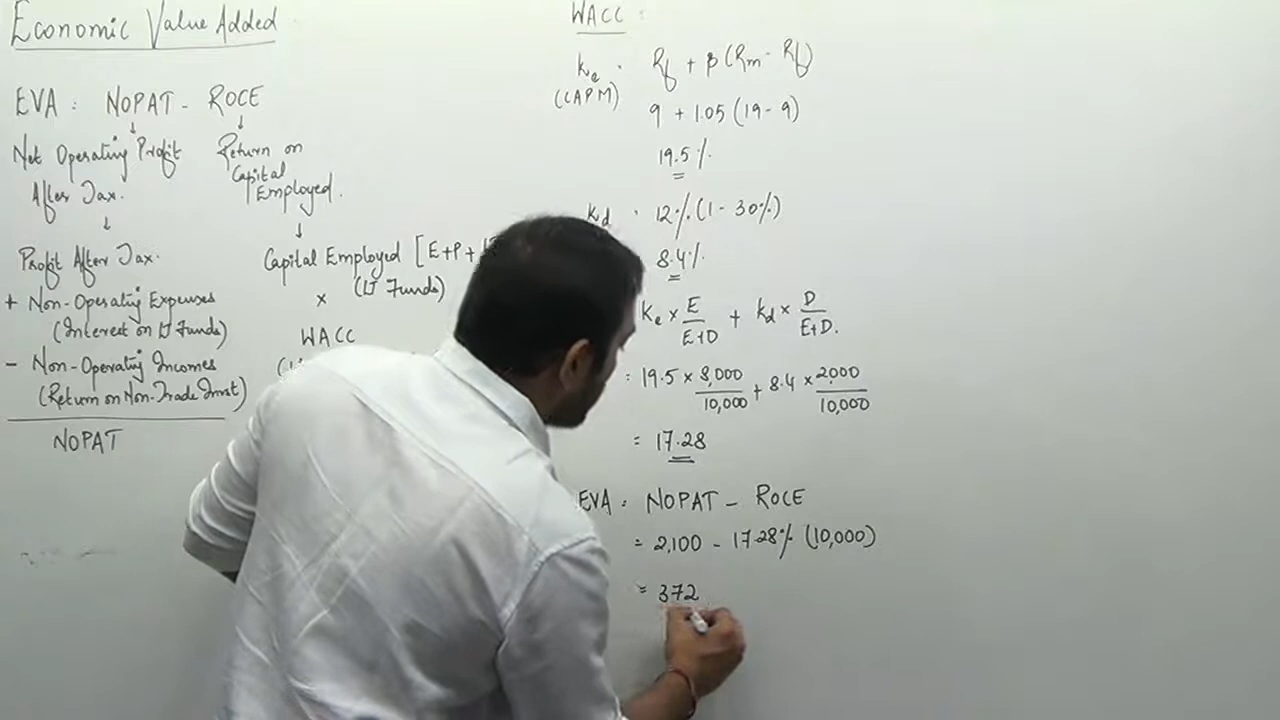 Economic Value Added
EVA : NOPAT - ROCE
↓ ↓
Net Operating Profit
After Tax.
↓
Return on
Capital
Employed.
↓
Profit After Tax.
+ Non-Operating Expenses
(Interest on LT Funds)
- Non-Operating Incomes
(Return on Non-Trade Invst)
NOPAT
Capital Employed [E+P+
(LT Funds)
×
WACC
WACC :
Ke = Rf + β (Rm - Rf)
(CAPM)
9 + 1.05 (19 - 9)
19.5%
Kd = 12% (1 - 30%)
8.4%
Ke × E/E+D + Kd × D/E+D.
= 19.5 × 8,000/10,000 + 8.4 × 2,000/10,000
= 17.28
EVA = NOPAT - ROCE
= 2,100 - 17.28% (10,000)
= 372